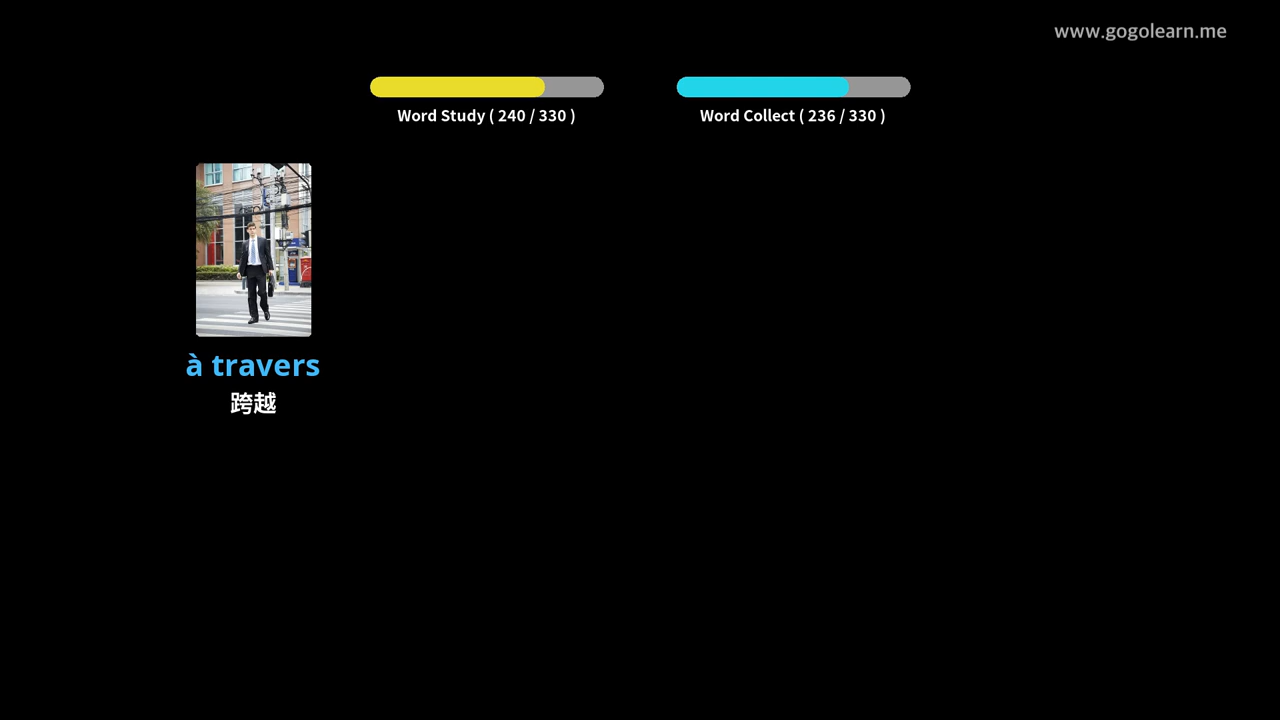 www.gogolearn.me
Word Study ( 240 / 330 )
Word Collect ( 236 / 330 )
à travers
跨越